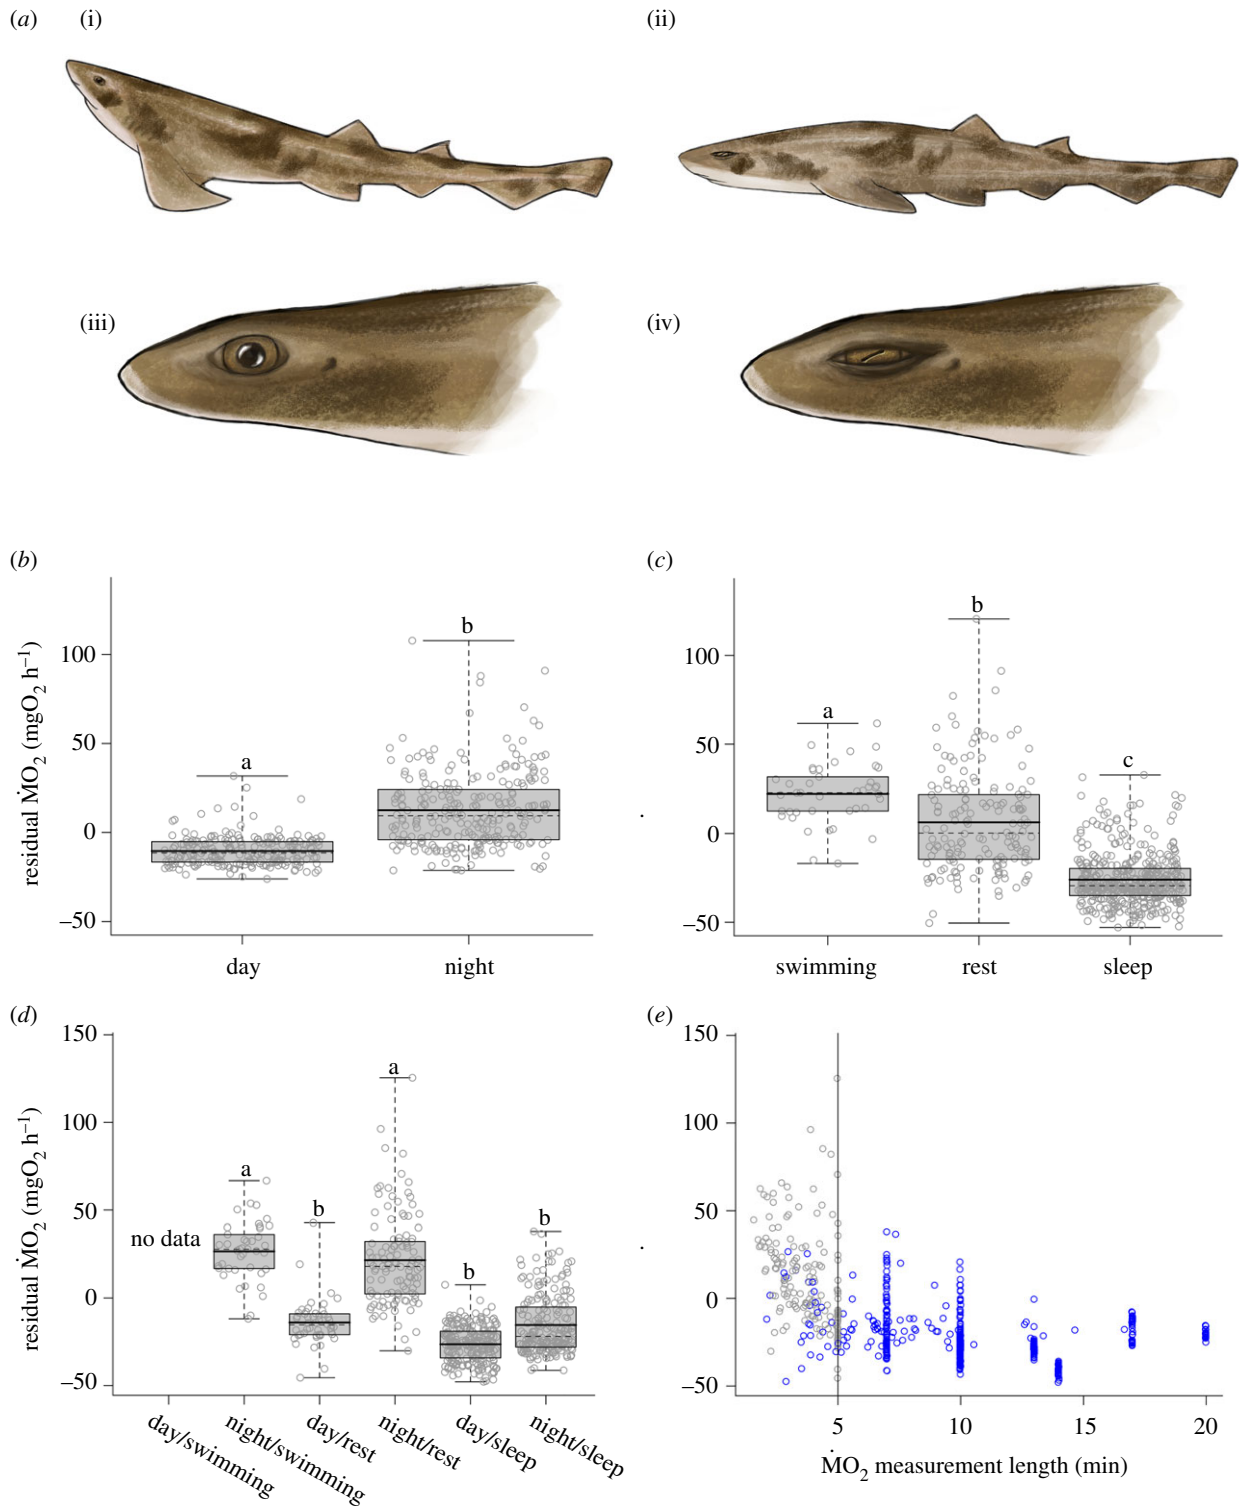 (a) (i) (ii)
(iii) (iv)
(b) (c)
residual ṀO₂ (mgO₂ h⁻¹)
100
50
0
–50
a
b
day night
100
50
0
–50
a
b
c
swimming rest sleep
(d) (e)
residual ṀO₂ (mgO₂ h⁻¹)
150
100
50
0
–50
no data
a
b
a
b
b
day/swimming
night/swimming
day/rest
night/rest
day/sleep
night/sleep
150
100
50
0
–50
5 10 15 20
ṀO₂ measurement length (min)